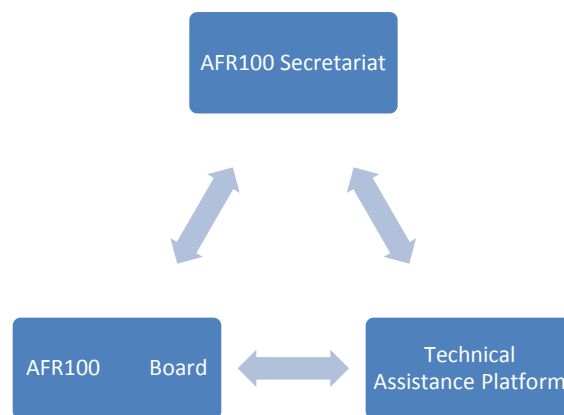 AFR100 Secretariat
AFR100 Board
Technical
Assistance Platform